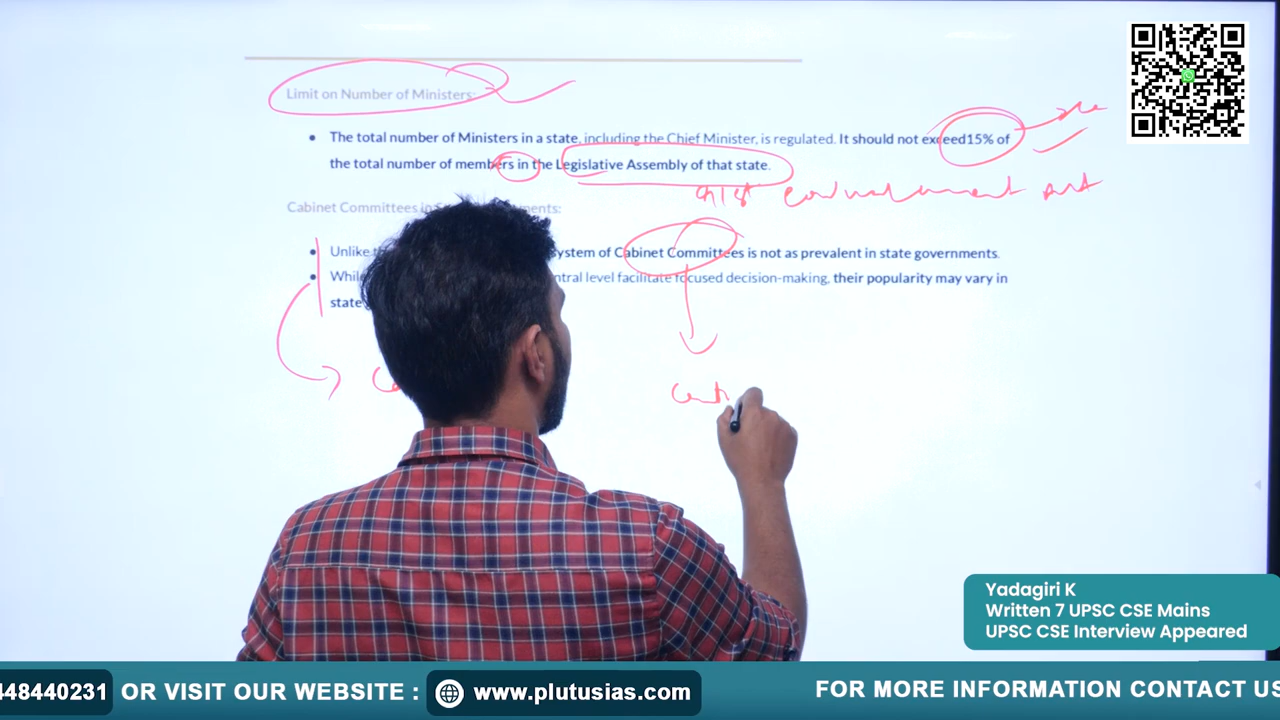 Limit on Number of Ministers:
The total number of Ministers in a state, including the Chief Minister, is regulated. It should not exceed 15% of
the total number of members in the Legislative Assembly of that state.
91st
Cabinet Committees in
Unlike system of Cabinet Committees is not as prevalent in state governments.
central level facilitate focused decision-making, their popularity may vary in
state
Yadagiri K
Written 7 UPSC CSE Mains
UPSC CSE Interview Appeared
448440231 OR VISIT OUR WEBSITE : www.plutusias.com FOR MORE INFORMATION CONTACT US